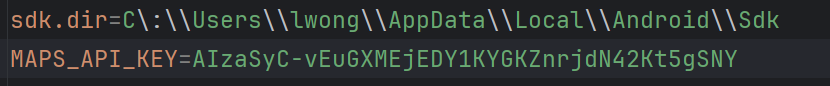 sdk.dir=C\:\\Users\\lwong\\AppData\\Local\\Android\\Sdk
MAPS_API_KEY=AIzaSyC-vEuGXMEjEDY1KYGKZnrjdN42Kt5gSNY